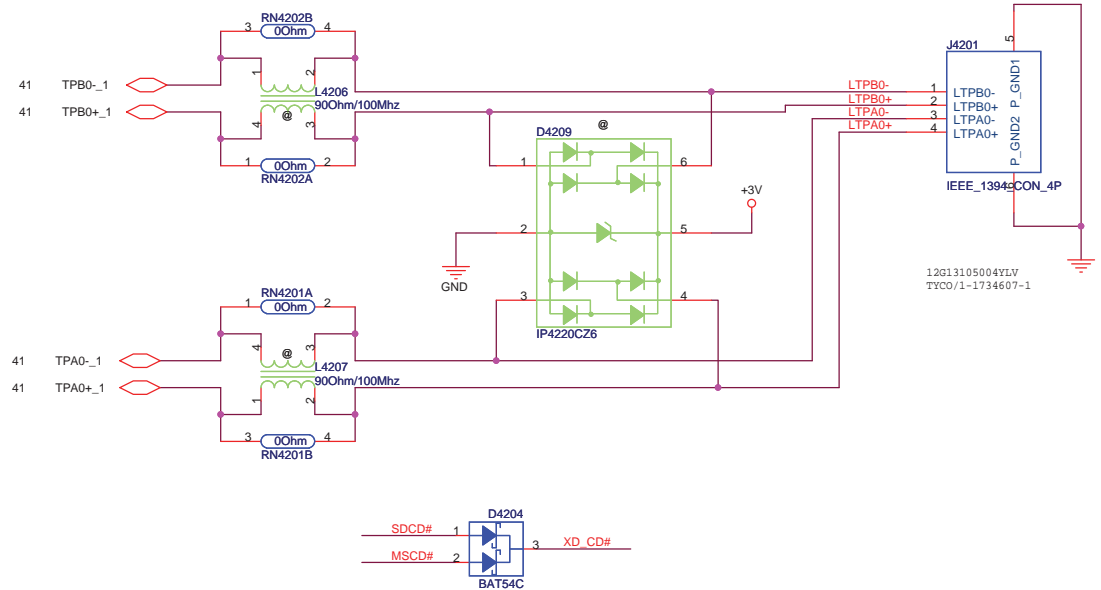 RN4202B
3 0Ohm 4
1 2
41 TPB0-_1
L4206
90Ohm/100Mhz
41 TPB0+_1
@
4 3
1 0Ohm 2
RN4202A
D4209
@
1 6
2 5
3 4
IP4220CZ6
+3V
GND
J4201
5
LTPB0- 1 LTPB0-
LTPB0+ 2 LTPB0+
LTPA0- 3 LTPA0-
LTPA0+ 4 LTPA0+
P_GND1
P_GND2
6
IEEE_1394_CON_4P
12G13105004YLV
TYCO/1-1734607-1
RN4201A
1 0Ohm 2
4 3
@
41 TPA0-_1
L4207
90Ohm/100Mhz
41 TPA0+_1
1 2
3 0Ohm 4
RN4201B
D4204
SDCD# 1
3 XD_CD#
MSCD# 2
BAT54C